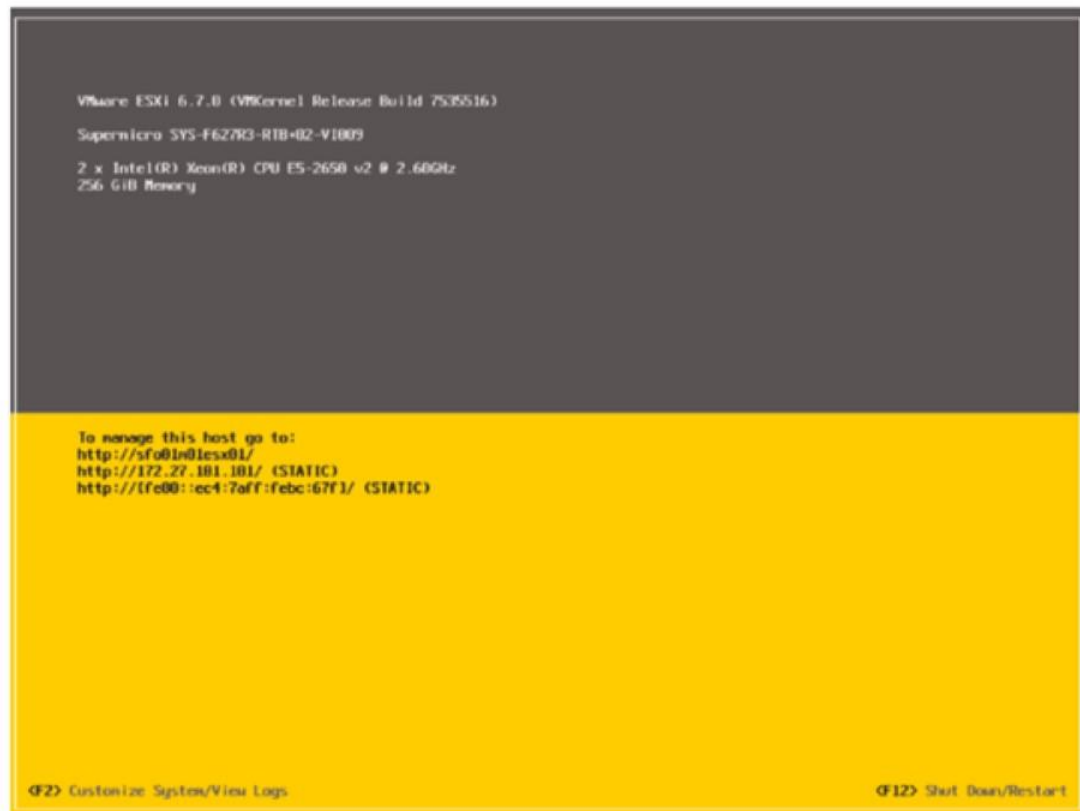 VMware ESXi 6.7.0 (VMKernel Release Build 7535516)
Supermicro SYS-F627R3-RTB+02-VI009
2 x Intel(R) Xeon(R) CPU E5-2650 v2 @ 2.60GHz
256 GiB Memory
To manage this host go to:
http://sfo01m01esx01/
http://172.27.101.101/ (STATIC)
http://[fe80::ec4:7aff:febc:67f]/ (STATIC)
<F2> Customize System/View Logs
<F12> Shut Down/Restart